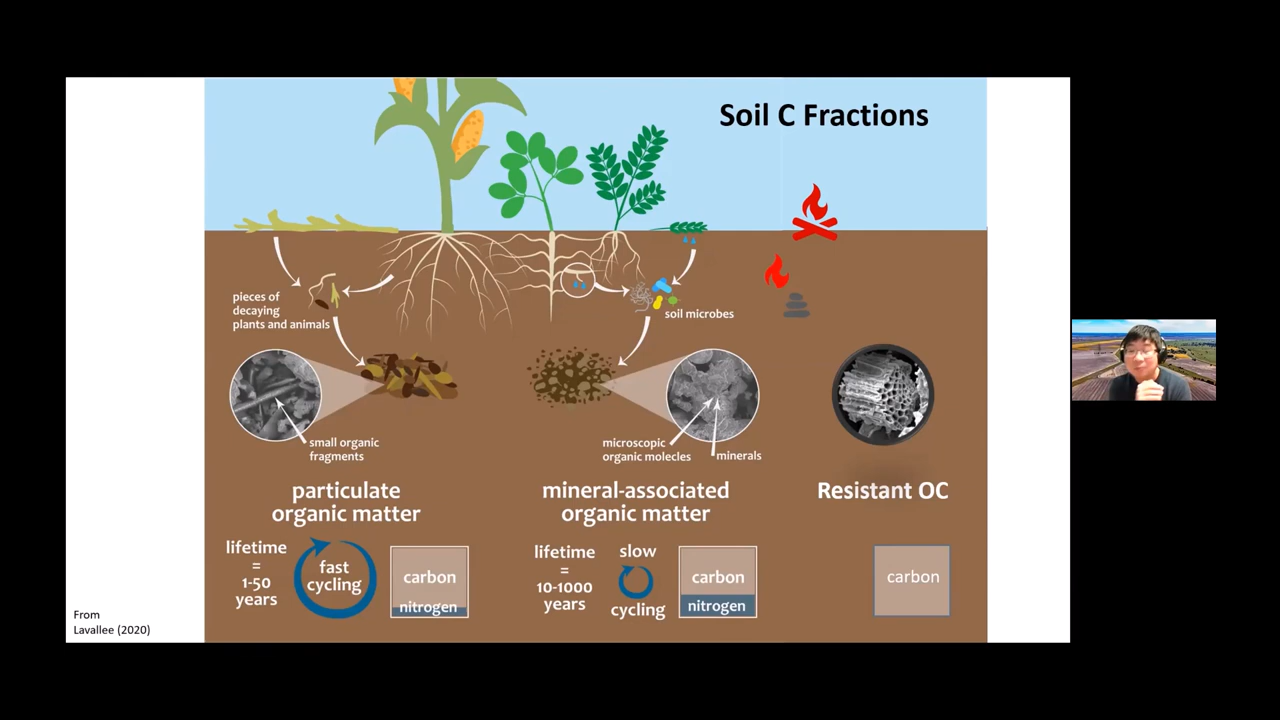 Soil C Fractions
pieces of
decaying
plants and animals
soil microbes
small organic
fragments
microscopic
organic molecles
minerals
particulate
organic matter
mineral-associated
organic matter
Resistant OC
lifetime
=
1-50
years
fast
cycling
carbon
nitrogen
lifetime
=
10-1000
years
slow
cycling
carbon
nitrogen
carbon
From
Lavallee (2020)